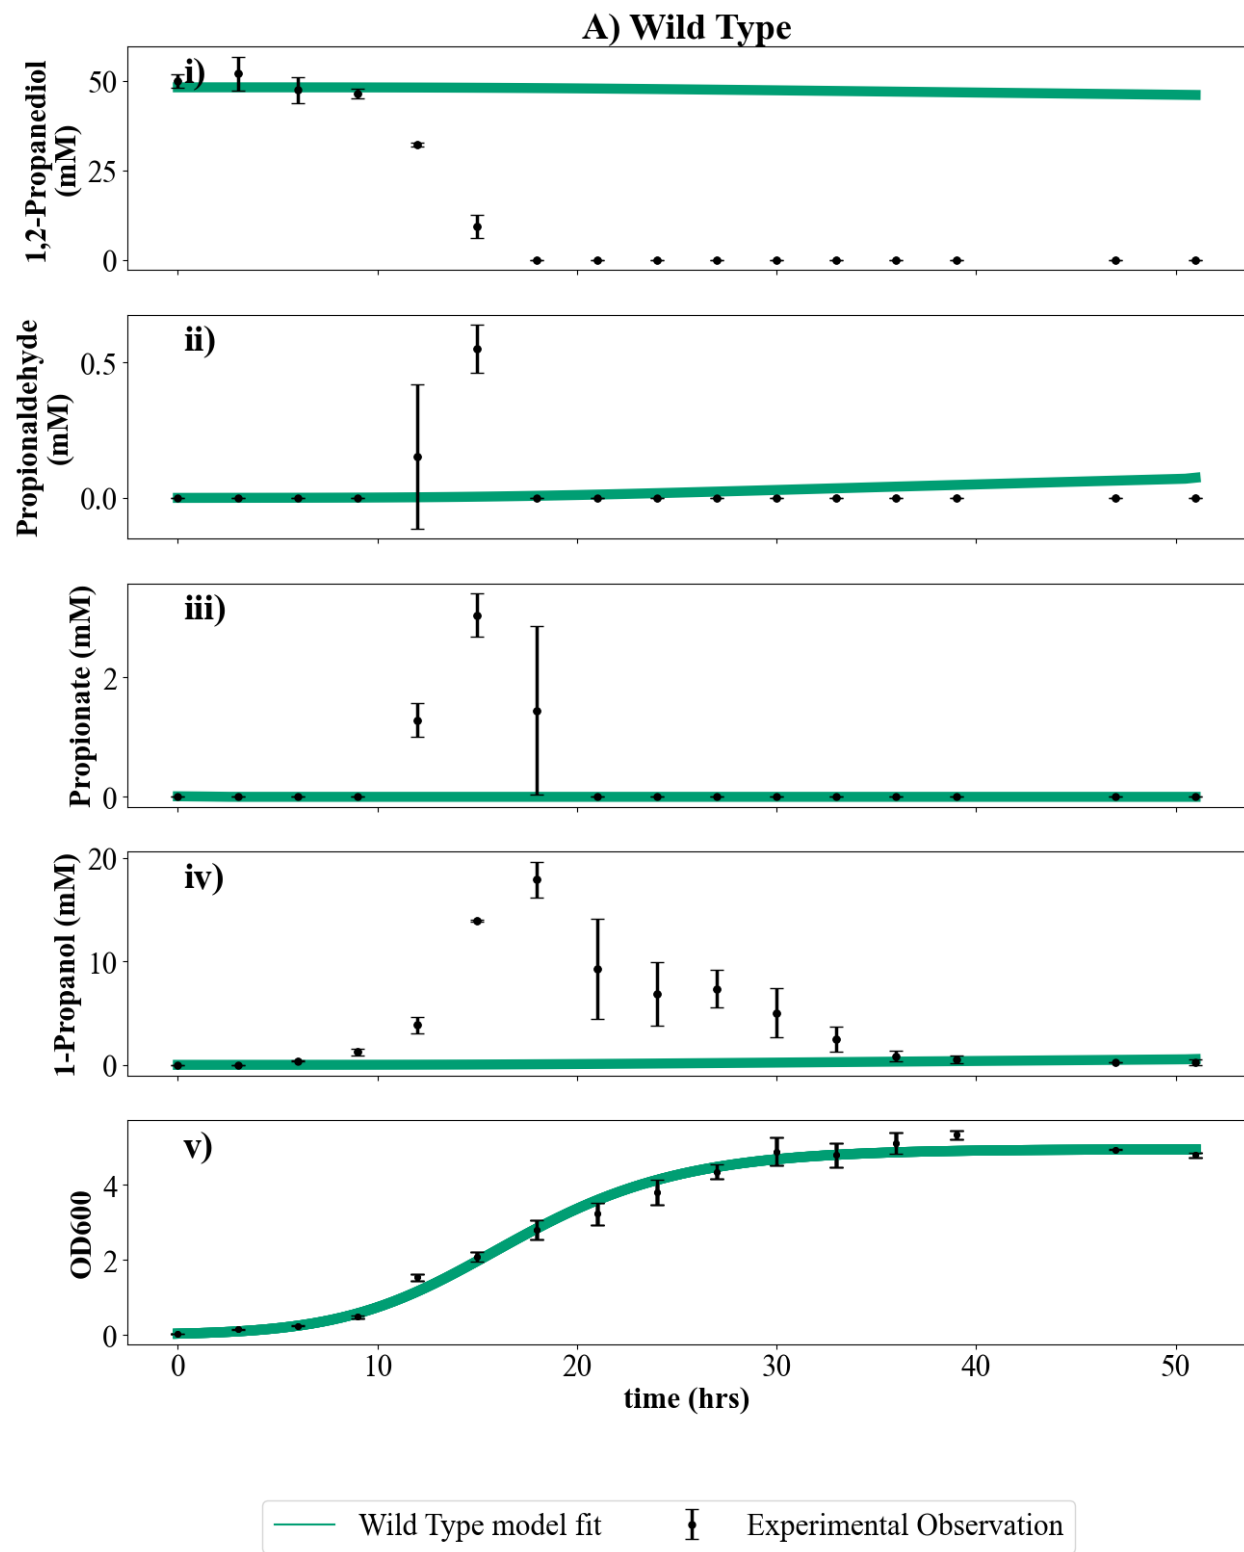 A) Wild Type
i)
1,2-Propanediol
(mM)
50
25
0
ii)
Propionaldehyde
(mM)
0.5
0.0
iii)
Propionate (mM)
2
0
iv)
1-Propanol (mM)
20
10
0
v)
OD600
4
2
0
0 10 20 30 40 50
time (hrs)
Wild Type model fit
Experimental Observation